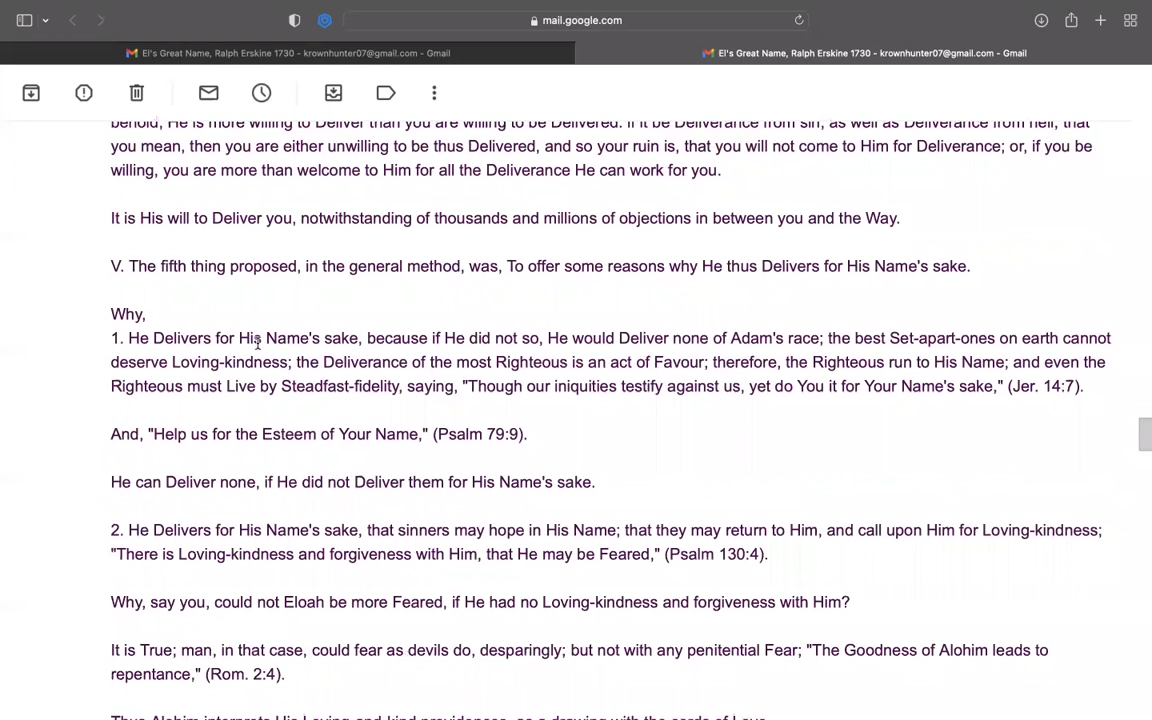 mail.google.com
El's Great Name, Ralph Erskine 1730 - krownhunter07@gmail.com - Gmail
El's Great Name, Ralph Erskine 1730 - krownhunter07@gmail.com - Gmail
behold, He is more willing to Deliver than you are willing to be Delivered. If it be Deliverance from sin, as well as Deliverance from hell, that
you mean, then you are either unwilling to be thus Delivered, and so your ruin is, that you will not come to Him for Deliverance; or, if you be
willing, you are more than welcome to Him for all the Deliverance He can work for you.
It is His will to Deliver you, notwithstanding of thousands and millions of objections in between you and the Way.
V. The fifth thing proposed, in the general method, was, To offer some reasons why He thus Delivers for His Name's sake.
Why,
1. He Delivers for His Name's sake, because if He did not so, He would Deliver none of Adam's race; the best Set-apart-ones on earth cannot
deserve Loving-kindness; the Deliverance of the most Righteous is an act of Favour; therefore, the Righteous run to His Name; and even the
Righteous must Live by Steadfast-fidelity, saying, "Though our iniquities testify against us, yet do You it for Your Name's sake," (Jer. 14:7).
And, "Help us for the Esteem of Your Name," (Psalm 79:9).
He can Deliver none, if He did not Deliver them for His Name's sake.
2. He Delivers for His Name's sake, that sinners may hope in His Name; that they may return to Him, and call upon Him for Loving-kindness;
"There is Loving-kindness and forgiveness with Him, that He may be Feared," (Psalm 130:4).
Why, say you, could not Eloah be more Feared, if He had no Loving-kindness and forgiveness with Him?
It is True; man, in that case, could fear as devils do, desparingly; but not with any penitential Fear; "The Goodness of Alohim leads to
repentance," (Rom. 2:4).
Thus Alohim interprets His Loving and kind providences, as a drawing with the cords of Love